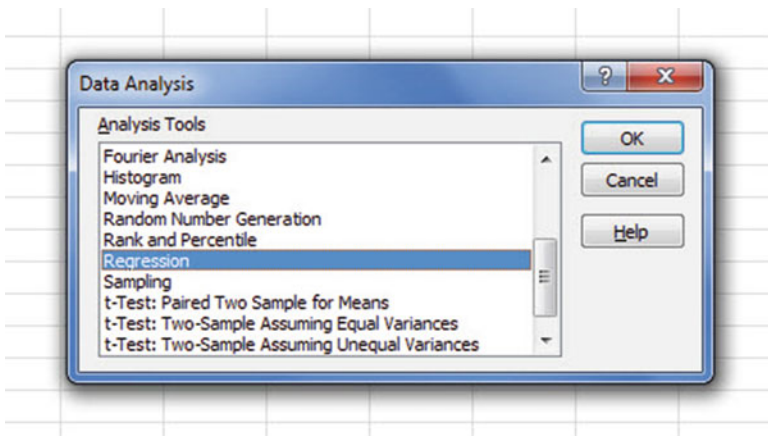 Data Analysis
Analysis Tools
Fourier Analysis
Histogram
Moving Average
Random Number Generation
Rank and Percentile
Regression
Sampling
t-Test: Paired Two Sample for Means
t-Test: Two-Sample Assuming Equal Variances
t-Test: Two-Sample Assuming Unequal Variances
OK
Cancel
Help